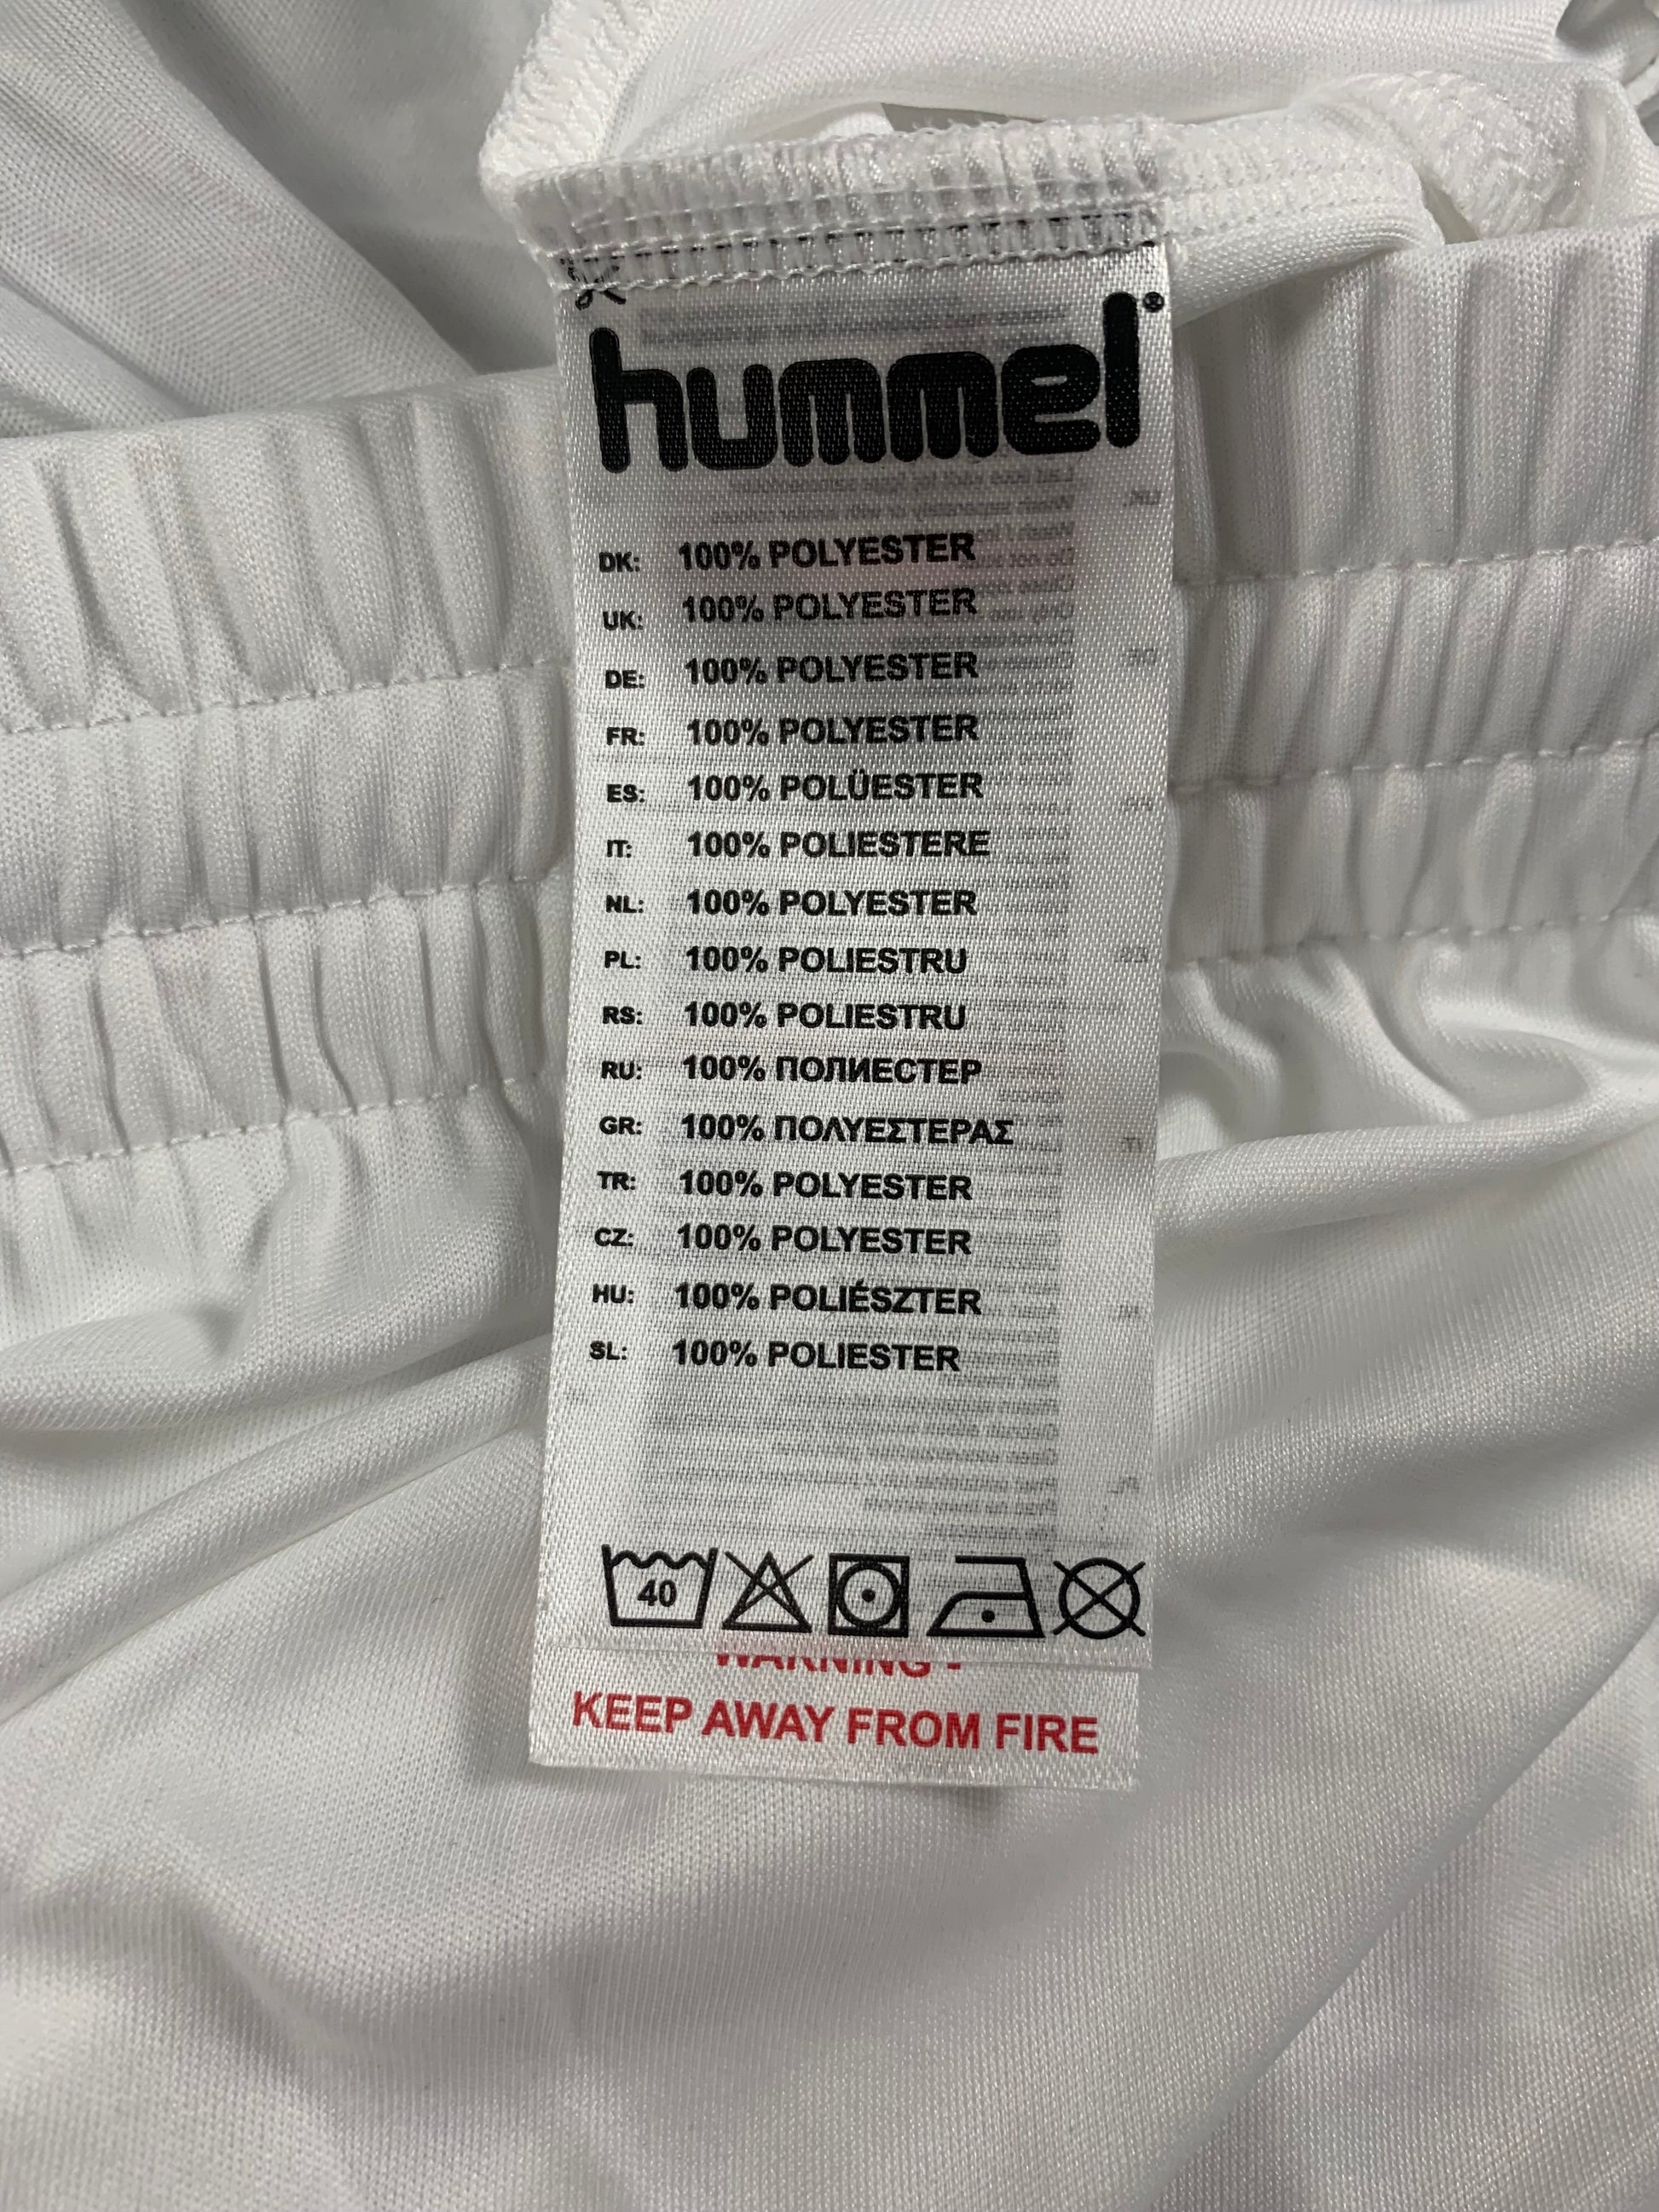 hummel®
DK: 100% POLYESTER
UK: 100% POLYESTER
DE: 100% POLYESTER
FR: 100% POLYESTER
ES: 100% POLÜESTER
IT: 100% POLIESTERE
NL: 100% POLYESTER
PL: 100% POLIESTRU
RS: 100% POLIESTRU
RU: 100% ПОЛИЕСТЕР
GR: 100% ΠΟΛΥΕΣΤΕΡΑΣ
TR: 100% POLYESTER
CZ: 100% POLYESTER
HU: 100% POLIÉSZTER
SL: 100% POLIESTER
40
WARNING -
KEEP AWAY FROM FIRE